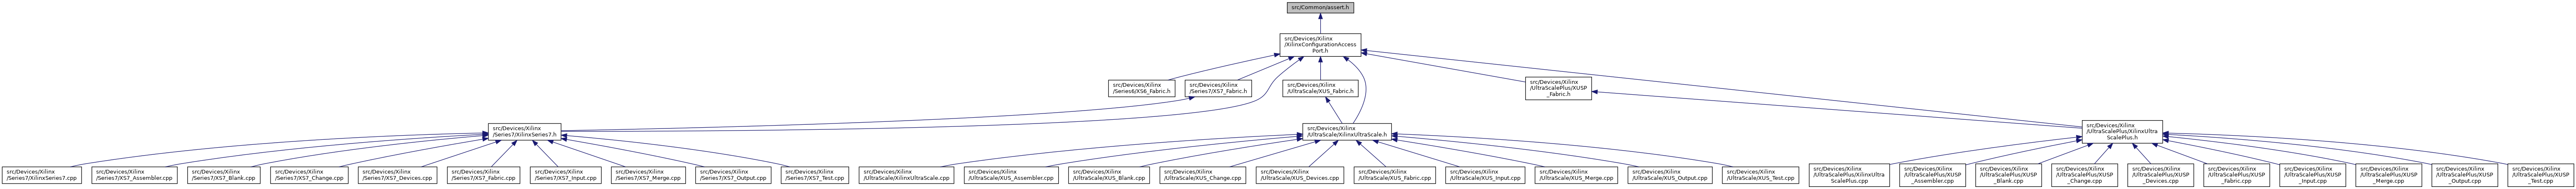 src/Common/assert.h
src/Devices/Xilinx
/XilinxConfigurationAccess
Port.h
src/Devices/Xilinx
/Series6/XS6_Fabric.h
src/Devices/Xilinx
/Series7/XS7_Fabric.h
src/Devices/Xilinx
/UltraScale/XUS_Fabric.h
src/Devices/Xilinx
/UltraScalePlus/XUSP
_Fabric.h
src/Devices/Xilinx
/Series7/XilinxSeries7.h
src/Devices/Xilinx
/UltraScale/XilinxUltraScale.h
src/Devices/Xilinx
/UltraScalePlus/XilinxUltra
ScalePlus.h
src/Devices/Xilinx
/Series7/XilinxSeries7.cpp
src/Devices/Xilinx
/Series7/XS7_Assembler.cpp
src/Devices/Xilinx
/Series7/XS7_Blank.cpp
src/Devices/Xilinx
/Series7/XS7_Change.cpp
src/Devices/Xilinx
/Series7/XS7_Devices.cpp
src/Devices/Xilinx
/Series7/XS7_Fabric.cpp
src/Devices/Xilinx
/Series7/XS7_Input.cpp
src/Devices/Xilinx
/Series7/XS7_Merge.cpp
src/Devices/Xilinx
/Series7/XS7_Output.cpp
src/Devices/Xilinx
/Series7/XS7_Test.cpp
src/Devices/Xilinx
/UltraScale/XilinxUltraScale.cpp
src/Devices/Xilinx
/UltraScale/XUS_Assembler.cpp
src/Devices/Xilinx
/UltraScale/XUS_Blank.cpp
src/Devices/Xilinx
/UltraScale/XUS_Change.cpp
src/Devices/Xilinx
/UltraScale/XUS_Devices.cpp
src/Devices/Xilinx
/UltraScale/XUS_Fabric.cpp
src/Devices/Xilinx
/UltraScale/XUS_Input.cpp
src/Devices/Xilinx
/UltraScale/XUS_Merge.cpp
src/Devices/Xilinx
/UltraScale/XUS_Output.cpp
src/Devices/Xilinx
/UltraScale/XUS_Test.cpp
src/Devices/Xilinx
/UltraScalePlus/XilinxUltra
ScalePlus.cpp
src/Devices/Xilinx
/UltraScalePlus/XUSP
_Assembler.cpp
src/Devices/Xilinx
/UltraScalePlus/XUSP
_Blank.cpp
src/Devices/Xilinx
/UltraScalePlus/XUSP
_Change.cpp
src/Devices/Xilinx
/UltraScalePlus/XUSP
_Devices.cpp
src/Devices/Xilinx
/UltraScalePlus/XUSP
_Fabric.cpp
src/Devices/Xilinx
/UltraScalePlus/XUSP
_Input.cpp
src/Devices/Xilinx
/UltraScalePlus/XUSP
_Merge.cpp
src/Devices/Xilinx
/UltraScalePlus/XUSP
_Output.cpp
src/Devices/Xilinx
/UltraScalePlus/XUSP
_Test.cpp